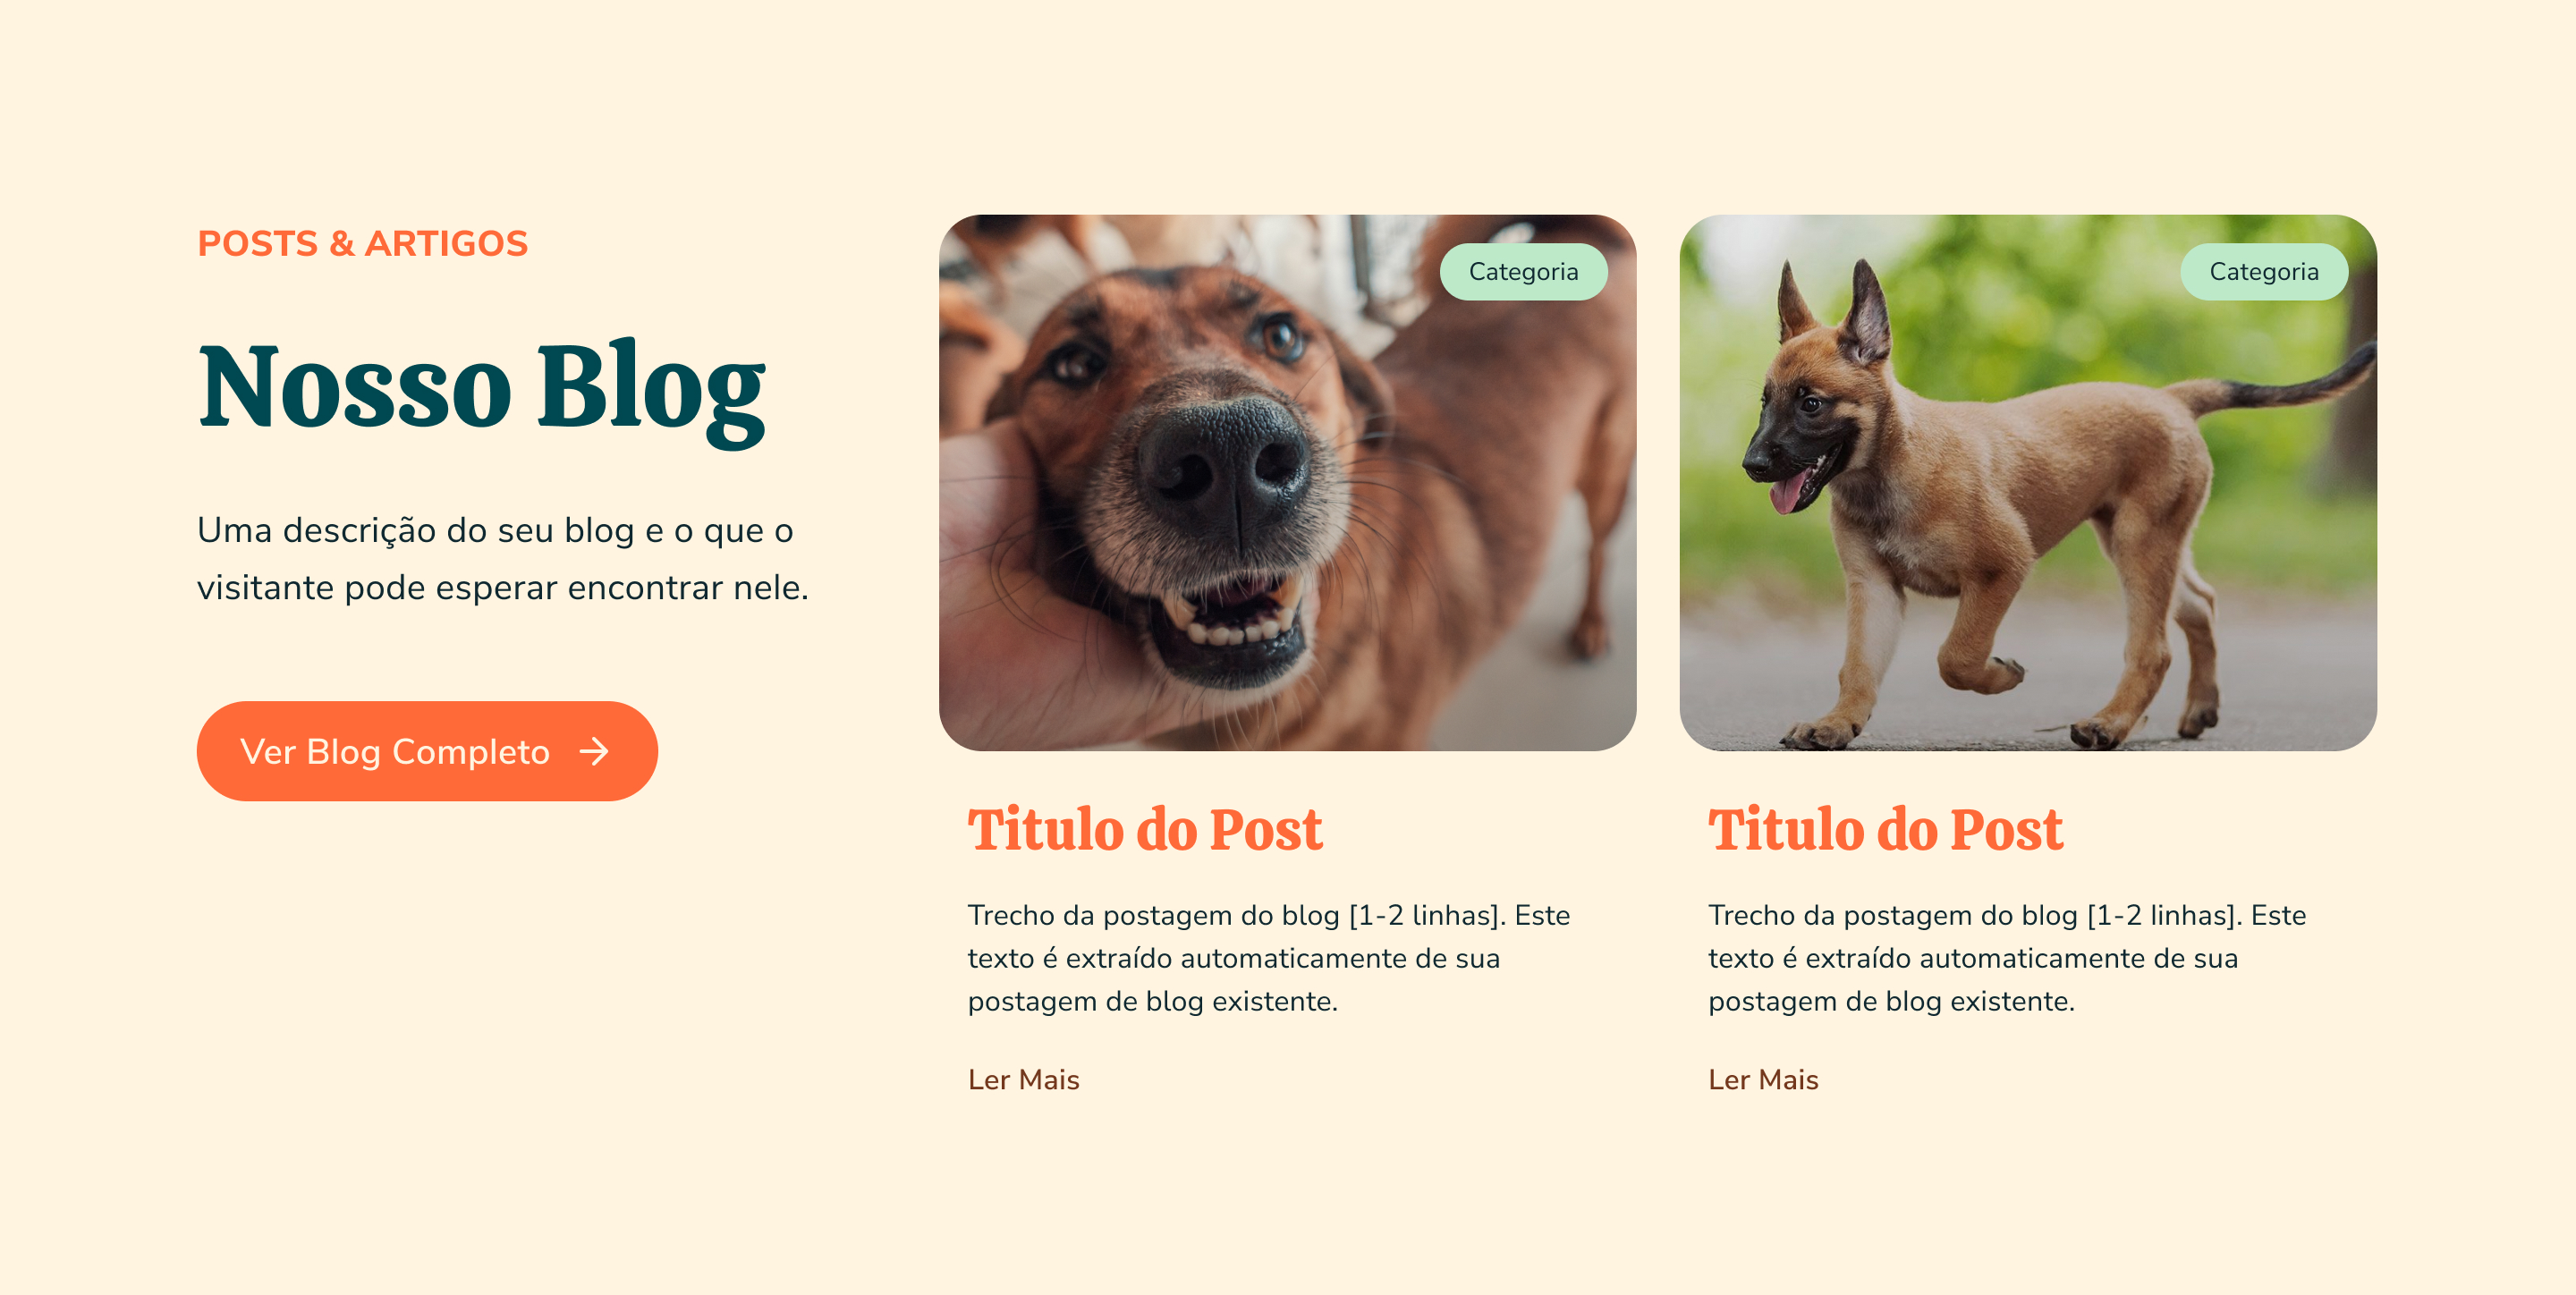 POSTS & ARTIGOS
Nosso Blog
Uma descrição do seu blog e o que o
visitante pode esperar encontrar nele.
Ver Blog Completo
Categoria
Titulo do Post
Trecho da postagem do blog [1-2 linhas]. Este
texto é extraído automaticamente de sua
postagem de blog existente.
Ler Mais
Categoria
Titulo do Post
Trecho da postagem do blog [1-2 linhas]. Este
texto é extraído automaticamente de sua
postagem de blog existente.
Ler Mais